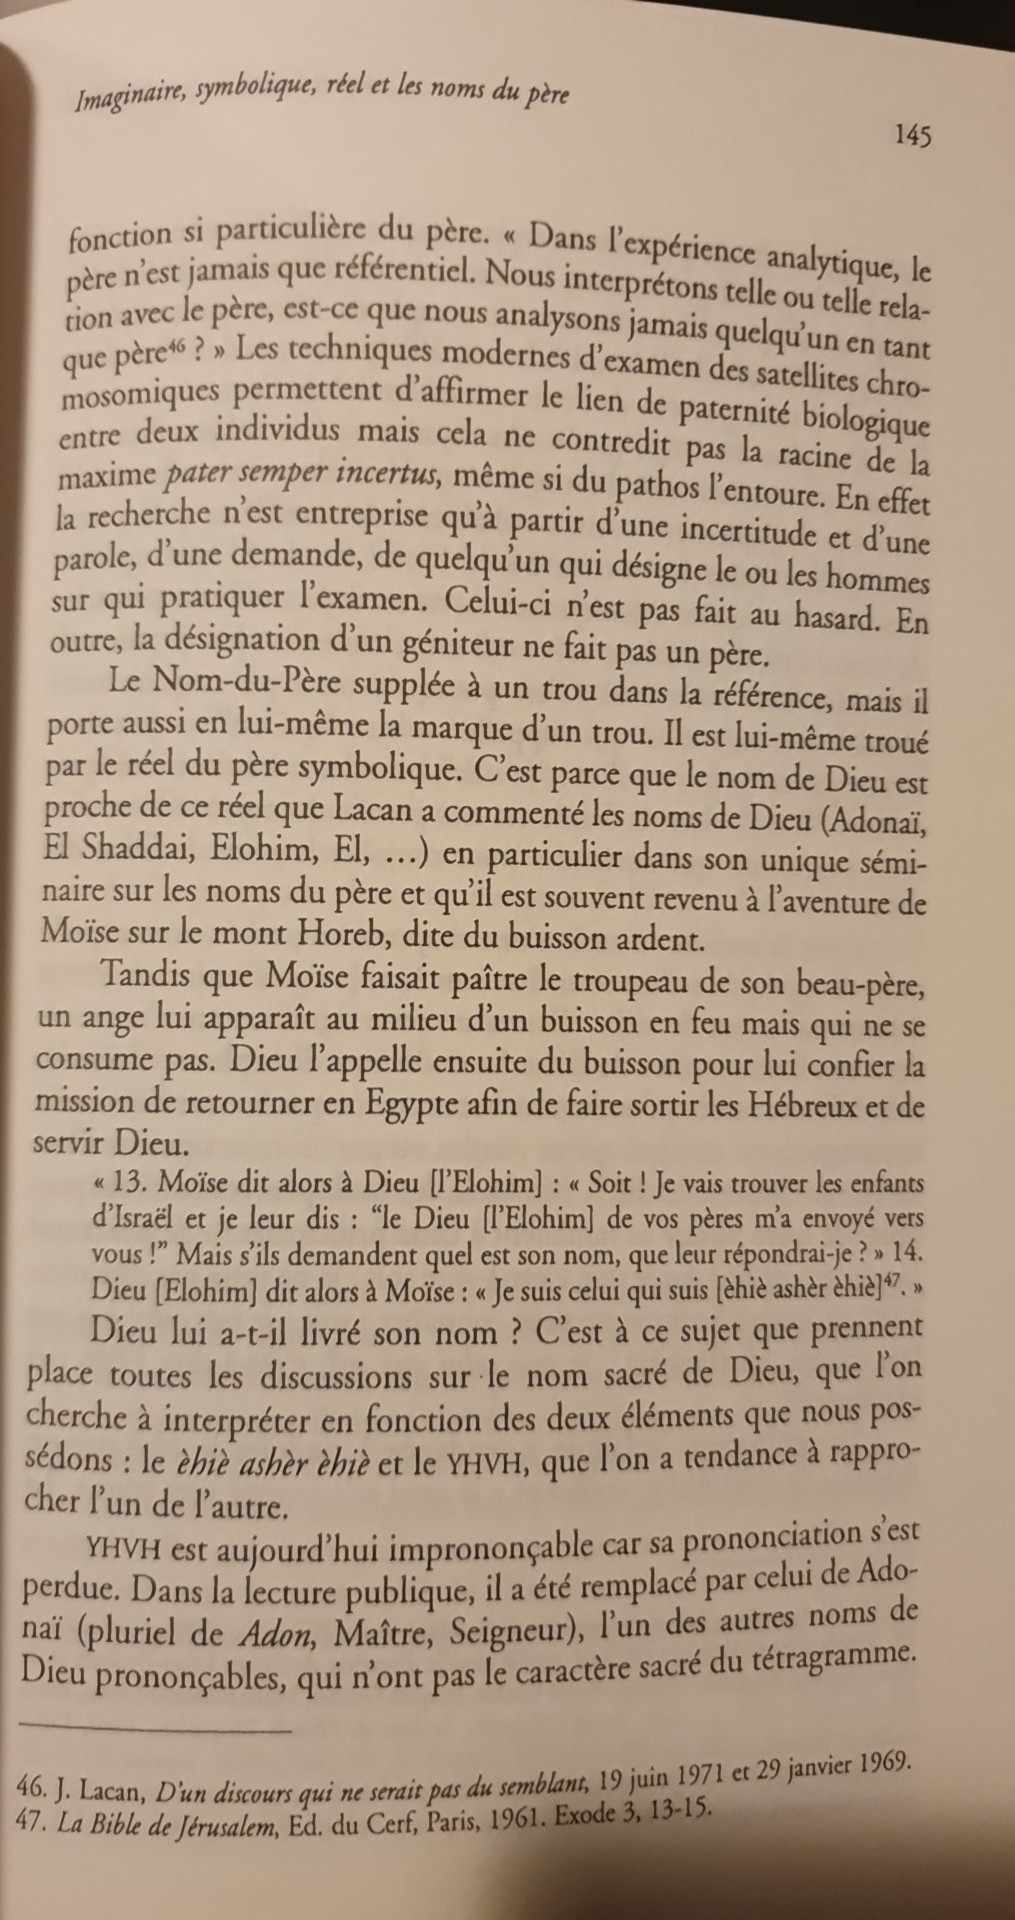 Imaginaire, symbolique, réel et les noms du père
145
fonction si particulière du père. « Dans l'expérience analytique, le
père n'est jamais que référentiel. Nous interprétons telle ou telle rela-
tion avec le père, est-ce que nous analysons jamais quelqu'un en tant
que père⁴⁶ ? » Les techniques modernes d'examen des satellites chro-
mosomiques permettent d'affirmer le lien de paternité biologique
entre deux individus mais cela ne contredit pas la racine de la
maxime pater semper incertus, même si du pathos l'entoure. En effet
la recherche n'est entreprise qu'à partir d'une incertitude et d'une
parole, d'une demande, de quelqu'un qui désigne le ou les hommes
sur qui pratiquer l'examen. Celui-ci n'est pas fait au hasard. En
outre, la désignation d'un géniteur ne fait pas un père.
Le Nom-du-Père supplée à un trou dans la référence, mais il
porte aussi en lui-même la marque d'un trou. Il est lui-même troué
par le réel du père symbolique. C'est parce que le nom de Dieu est
proche de ce réel que Lacan a commenté les noms de Dieu (Adonaï,
El Shaddai, Elohim, El, …) en particulier dans son unique sémi-
naire sur les noms du père et qu'il est souvent revenu à l'aventure de
Moïse sur le mont Horeb, dite du buisson ardent.
Tandis que Moïse faisait paître le troupeau de son beau-père,
un ange lui apparaît au milieu d'un buisson en feu mais qui ne se
consume pas. Dieu l'appelle ensuite du buisson pour lui confier la
mission de retourner en Egypte afin de faire sortir les Hébreux et de
servir Dieu.
« 13. Moïse dit alors à Dieu [l'Elohim] : « Soit ! Je vais trouver les enfants
d'Israël et je leur dis : “le Dieu [l'Elohim] de vos pères m'a envoyé vers
vous !” Mais s'ils demandent quel est son nom, que leur répondrai-je ? » 14.
Dieu [Elohim] dit alors à Moïse : « Je suis celui qui suis [èhiè ashèr èhiè]⁴⁷. »
Dieu lui a-t-il livré son nom ? C'est à ce sujet que prennent
place toutes les discussions sur le nom sacré de Dieu, que l'on
cherche à interpréter en fonction des deux éléments que nous pos-
sédons : le èhiè ashèr èhiè et le YHVH, que l'on a tendance à rappro-
cher l'un de l'autre.
YHVH est aujourd'hui imprononçable car sa prononciation s'est
perdue. Dans la lecture publique, il a été remplacé par celui de Ado-
naï (pluriel de Adon, Maître, Seigneur), l'un des autres noms de
Dieu prononçables, qui n'ont pas le caractère sacré du tétragramme.
46. J. Lacan, D'un discours qui ne serait pas du semblant, 19 juin 1971 et 29 janvier 1969.
47. La Bible de Jérusalem, Ed. du Cerf, Paris, 1961. Exode 3, 13-15.